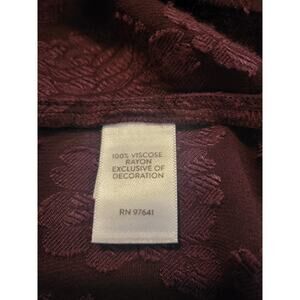 100% VISCOSE
RAYON
EXCLUSIVE OF
DECORATION
RN 97641